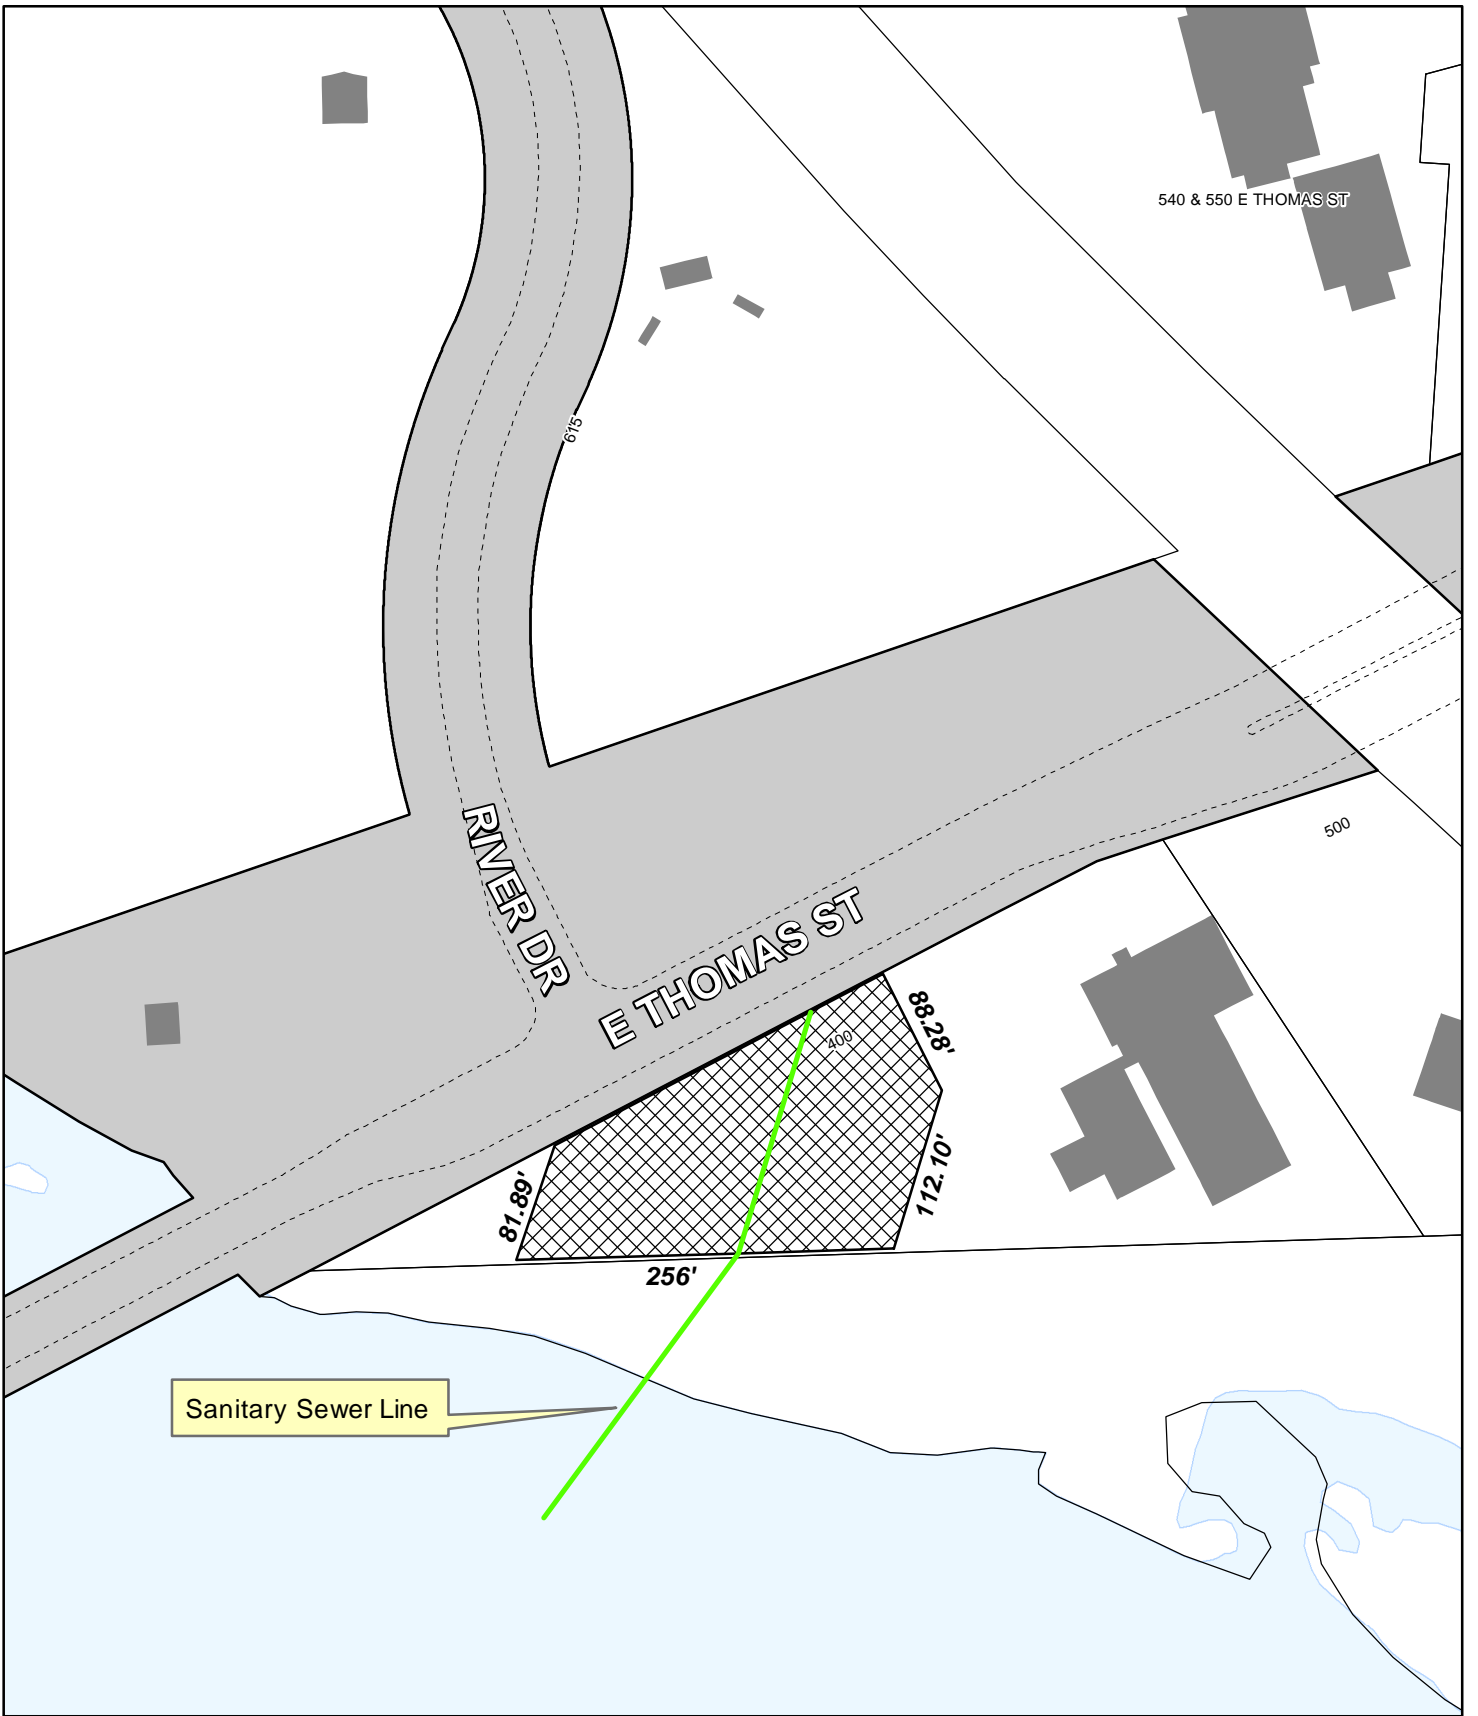 540 & 550 E THOMAS ST
615
500
RIVER DR
E THOMAS ST
88.28'
400
112.10'
81.89'
256'
Sanitary Sewer Line